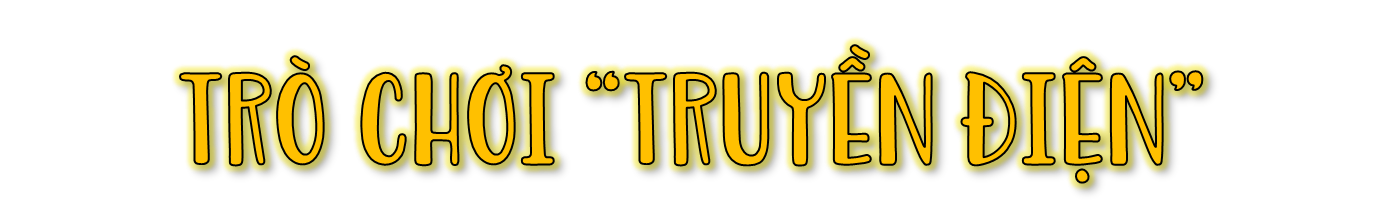 TRÒ CHƠI “TRUYỀN ĐIỆN”